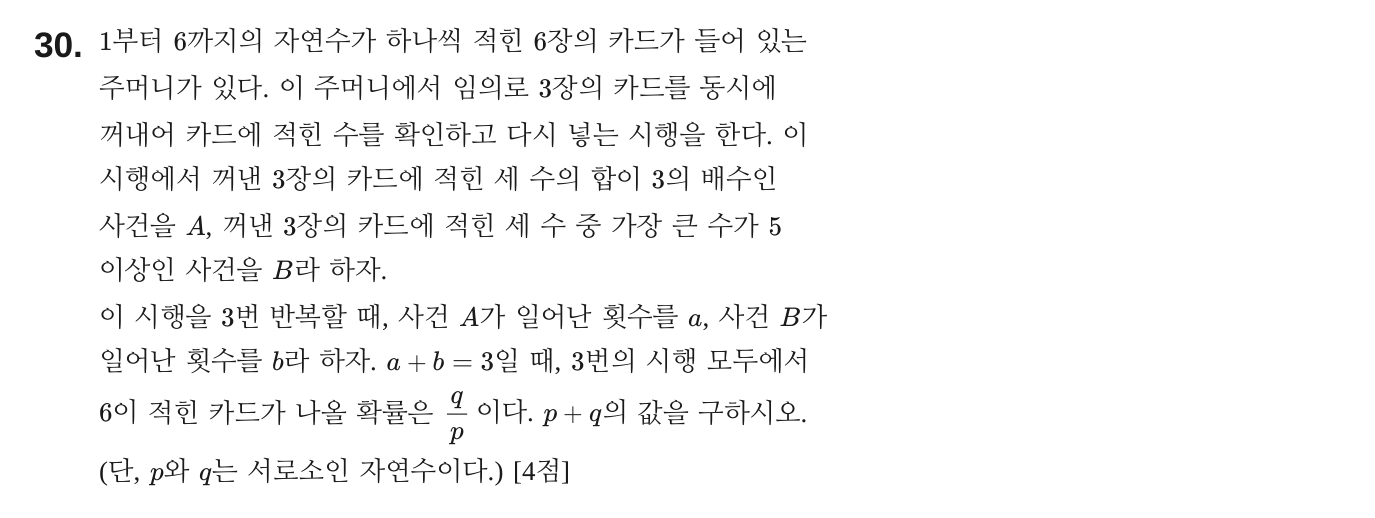 30. 1부터 6까지의 자연수가 하나씩 적힌 6장의 카드가 들어 있는
주머니가 있다. 이 주머니에서 임의로 3장의 카드를 동시에
꺼내어 카드에 적힌 수를 확인하고 다시 넣는 시행을 한다. 이
시행에서 꺼낸 3장의 카드에 적힌 세 수의 합이 3의 배수인
사건을 A, 꺼낸 3장의 카드에 적힌 세 수 중 가장 큰 수가 5
이상인 사건을 B라 하자.
이 시행을 3번 반복할 때, 사건 A가 일어난 횟수를 a, 사건 B가
일어난 횟수를 b라 하자. a + b = 3일 때, 3번의 시행 모두에서
6이 적힌 카드가 나올 확률은 q/p 이다. p + q의 값을 구하시오.
(단, p와 q는 서로소인 자연수이다.) [4점]